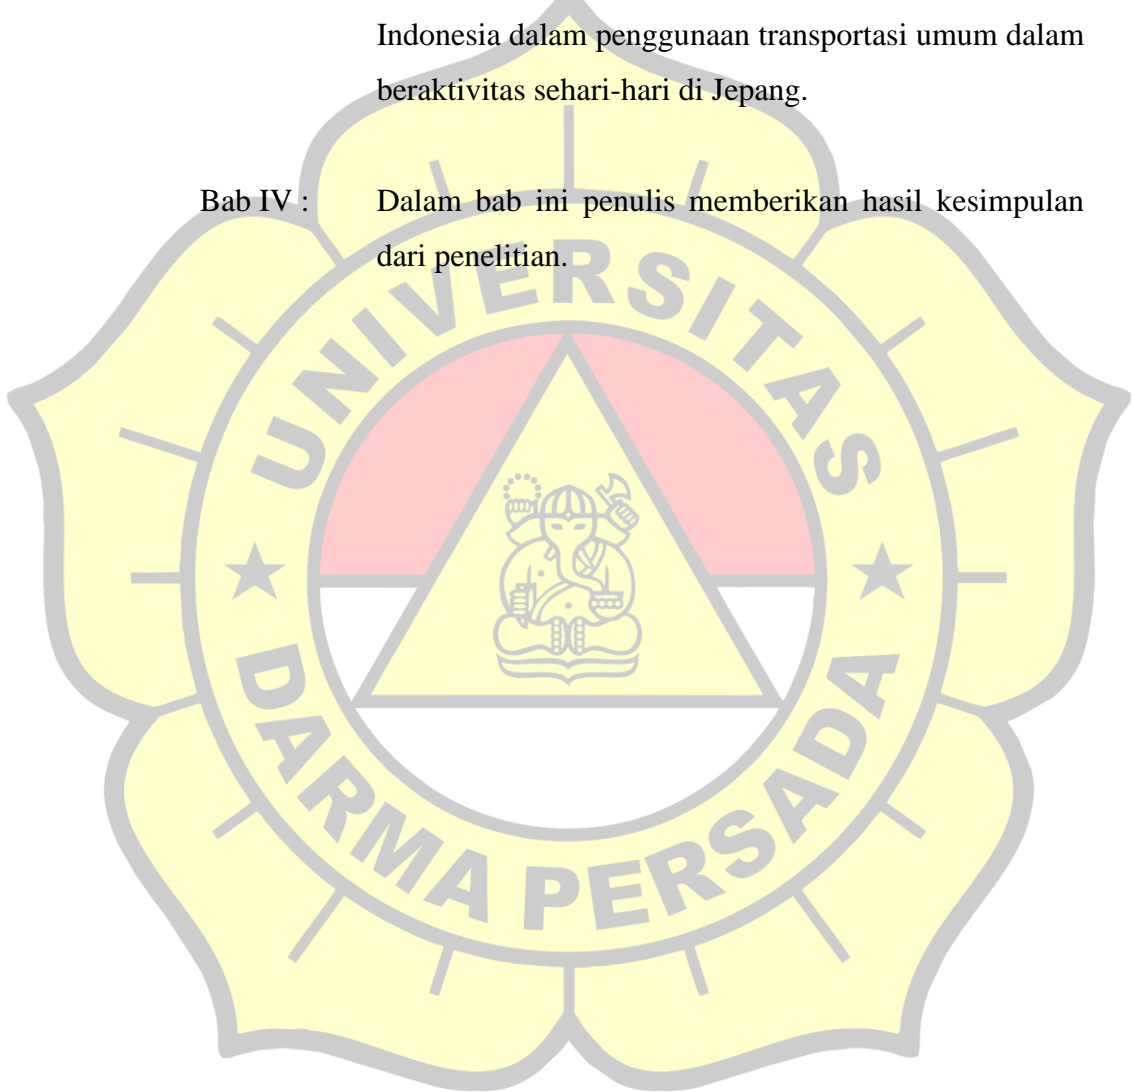 Indonesia dalam penggunaan transportasi umum dalam
beraktivitas sehari-hari di Jepang.
Bab IV : Dalam bab ini penulis memberikan hasil kesimpulan
dari penelitian.
UNIVERSITAS
DARMA PERSADA